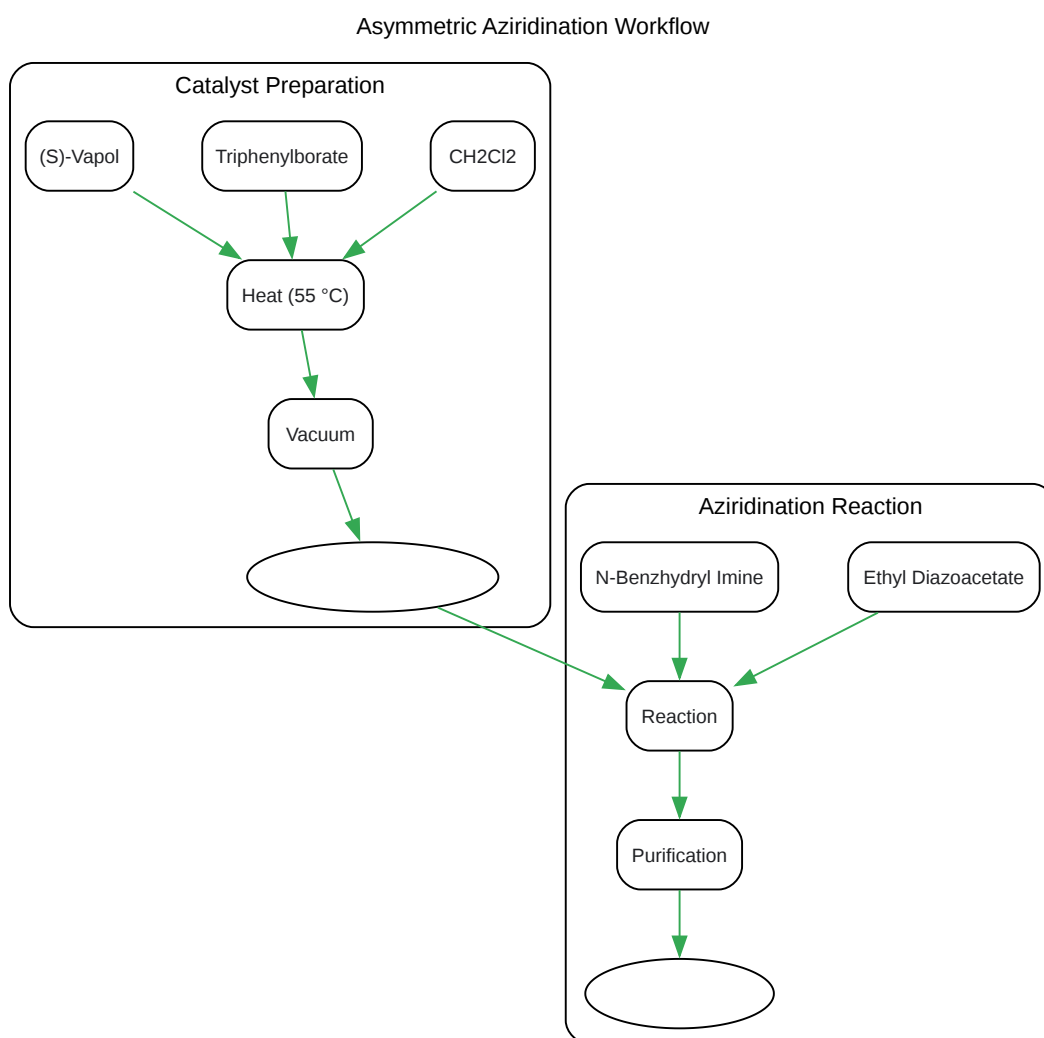 Asymmetric Aziridination Workflow
Catalyst Preparation
(S)-Vapol
Triphenylborate
CH2Cl2
Heat (55 °C)
Vacuum
Aziridination Reaction
N-Benzhydryl Imine
Ethyl Diazoacetate
Reaction
Purification